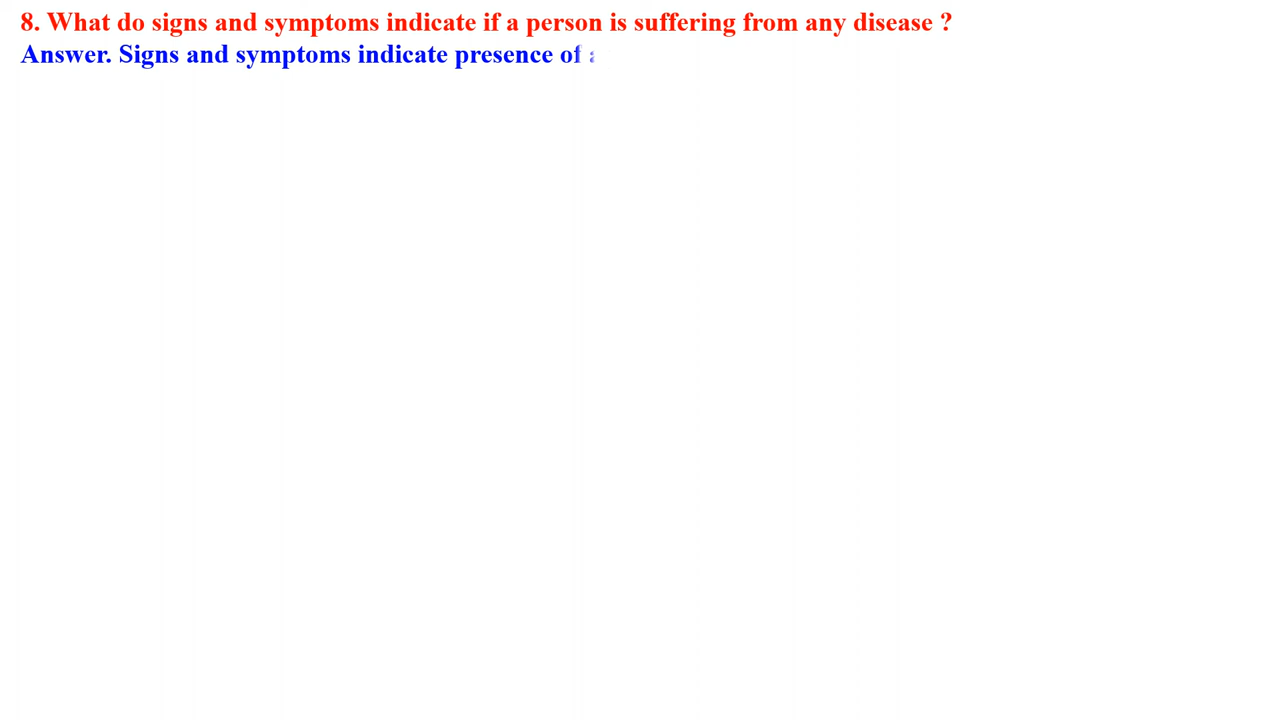 8. What do signs and symptoms indicate if a person is suffering from any disease ?
Answer. Signs and symptoms indicate presence of